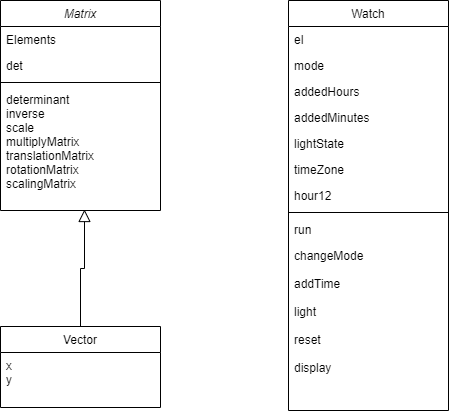 Matrix
Elements
det
determinant
inverse
scale
multiplyMatrix
translationMatrix
rotationMatrix
scalingMatrix
Vector
x
y
Watch
el
mode
addedHours
addedMinutes
lightState
timeZone
hour12
run
changeMode
addTime
light
reset
display